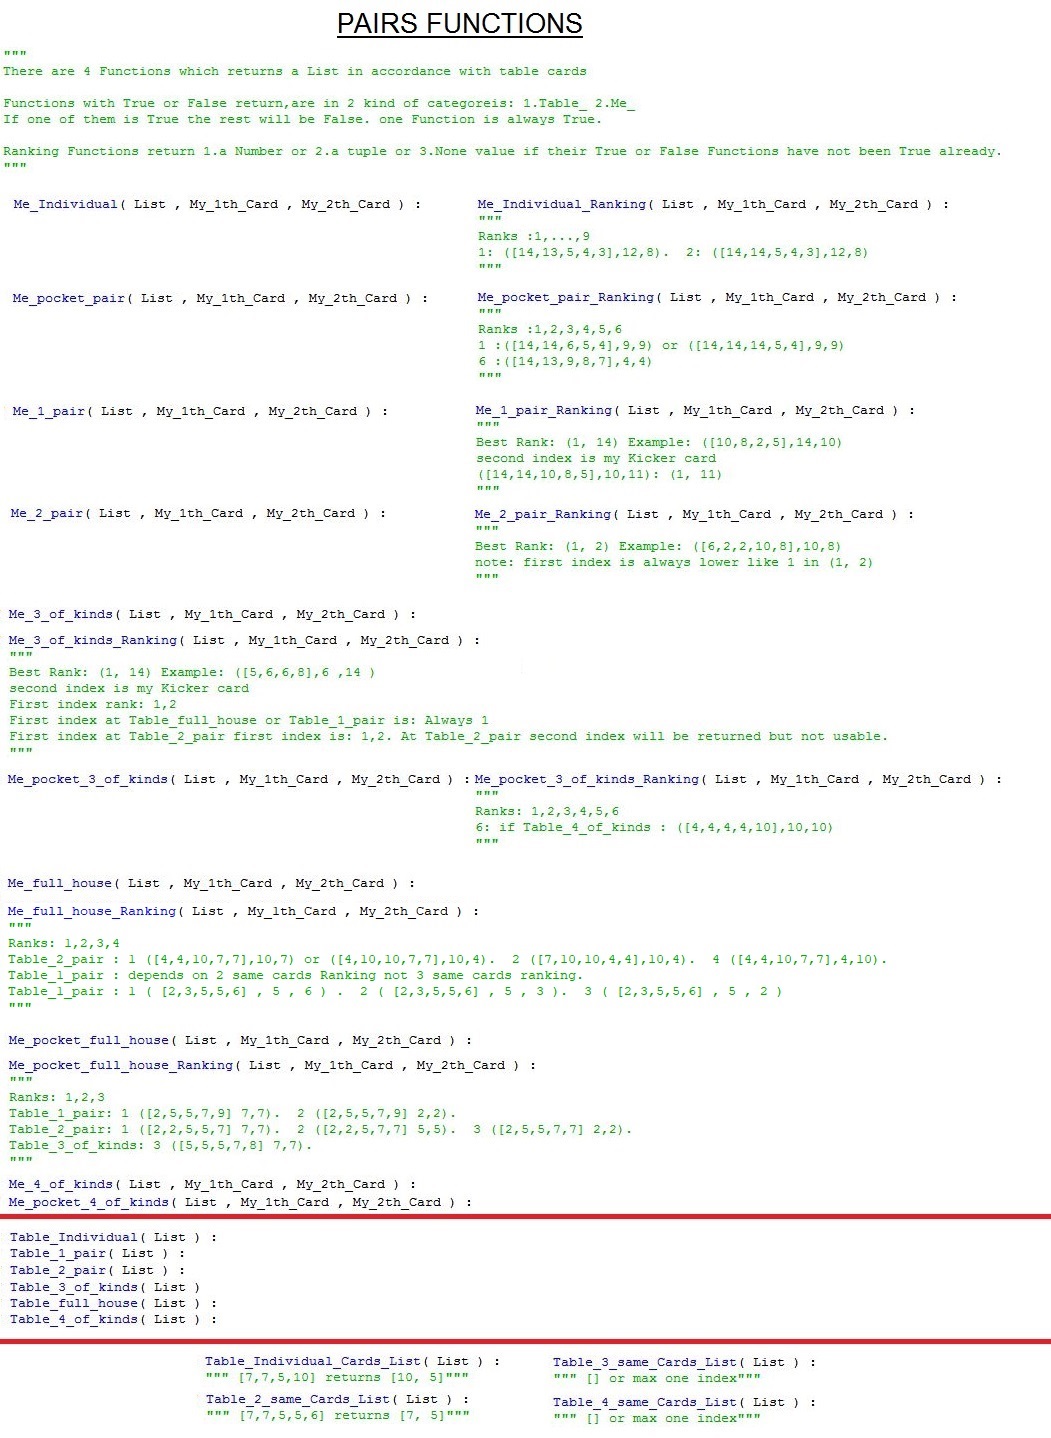 PAIRS FUNCTIONS
"""
There are 4 Functions which returns a List in accordance with table cards
Functions with True or False return,are in 2 kind of categoreis: 1.Table_ 2.Me_
If one of them is True the rest will be False. one Function is always True.
Ranking Functions return 1.a Number or 2.a tuple or 3.None value if their True or False Functions have not been True already.
"""
Me_Individual( List , My_1th_Card , My_2th_Card ) :
Me_Individual_Ranking( List , My_1th_Card , My_2th_Card ) :
"""
Ranks :1,...,9
1: ([14,13,5,4,3],12,8). 2: ([14,14,5,4,3],12,8)
"""
Me_pocket_pair( List , My_1th_Card , My_2th_Card ) :
Me_pocket_pair_Ranking( List , My_1th_Card , My_2th_Card ) :
"""
Ranks :1,2,3,4,5,6
1 :([14,14,6,5,4],9,9) or ([14,14,14,5,4],9,9)
6 :([14,13,9,8,7],4,4)
"""
Me_1_pair( List , My_1th_Card , My_2th_Card ) :
Me_1_pair_Ranking( List , My_1th_Card , My_2th_Card ) :
"""
Best Rank: (1, 14) Example: ([10,8,2,5],14,10)
second index is my Kicker card
([14,14,10,8,5],10,11): (1, 11)
"""
Me_2_pair( List , My_1th_Card , My_2th_Card ) :
Me_2_pair_Ranking( List , My_1th_Card , My_2th_Card ) :
"""
Best Rank: (1, 2) Example: ([6,2,2,10,8],10,8)
note: first index is always lower like 1 in (1, 2)
"""
Me_3_of_kinds( List , My_1th_Card , My_2th_Card ) :
Me_3_of_kinds_Ranking( List , My_1th_Card , My_2th_Card ) :
"""
Best Rank: (1, 14) Example: ([5,6,6,8],6 ,14 )
second index is my Kicker card
First index rank: 1,2
First index at Table_full_house or Table_1_pair is: Always 1
First index at Table_2_pair first index is: 1,2. At Table_2_pair second index will be returned but not usable.
"""
Me_pocket_3_of_kinds( List , My_1th_Card , My_2th_Card ) :
Me_pocket_3_of_kinds_Ranking( List , My_1th_Card , My_2th_Card ) :
"""
Ranks: 1,2,3,4,5,6
6: if Table_4_of_kinds : ([4,4,4,4,10],10,10)
"""
Me_full_house( List , My_1th_Card , My_2th_Card ) :
Me_full_house_Ranking( List , My_1th_Card , My_2th_Card ) :
"""
Ranks: 1,2,3,4
Table_2_pair : 1 ([4,4,10,7,7],10,7) or ([4,10,10,7,7],10,4). 2 ([7,10,10,4,4],10,4). 4 ([4,4,10,7,7],4,10).
Table_1_pair : depends on 2 same cards Ranking not 3 same cards ranking.
Table_1_pair : 1 ( [2,3,5,5,6] , 5 , 6 ) . 2 ( [2,3,5,5,6] , 5 , 3 ). 3 ( [2,3,5,5,6] , 5 , 2 )
"""
Me_pocket_full_house( List , My_1th_Card , My_2th_Card ) :
Me_pocket_full_house_Ranking( List , My_1th_Card , My_2th_Card ) :
"""
Ranks: 1,2,3
Table_1_pair: 1 ([2,5,5,7,9] 7,7). 2 ([2,5,5,7,9] 2,2).
Table_2_pair: 1 ([2,2,5,5,7] 7,7). 2 ([2,2,5,7,7] 5,5). 3 ([2,5,5,7,7] 2,2).
Table_3_of_kinds: 3 ([5,5,5,7,8] 7,7).
"""
Me_4_of_kinds( List , My_1th_Card , My_2th_Card ) :
Me_pocket_4_of_kinds( List , My_1th_Card , My_2th_Card ) :
Table_Individual( List ) :
Table_1_pair( List ) :
Table_2_pair( List ) :
Table_3_of_kinds( List )
Table_full_house( List ) :
Table_4_of_kinds( List ) :
Table_Individual_Cards_List( List ) :
""" [7,7,5,10] returns [10, 5]"""
Table_3_same_Cards_List( List ) :
""" [] or max one index"""
Table_2_same_Cards_List( List ) :
""" [7,7,5,5,6] returns [7, 5]"""
Table_4_same_Cards_List( List ) :
""" [] or max one index"""